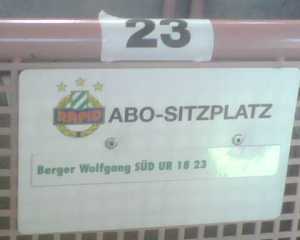 23
RAPID
ABO-SITZPLATZ
Berger Wolfgang SÜD UR 18 23